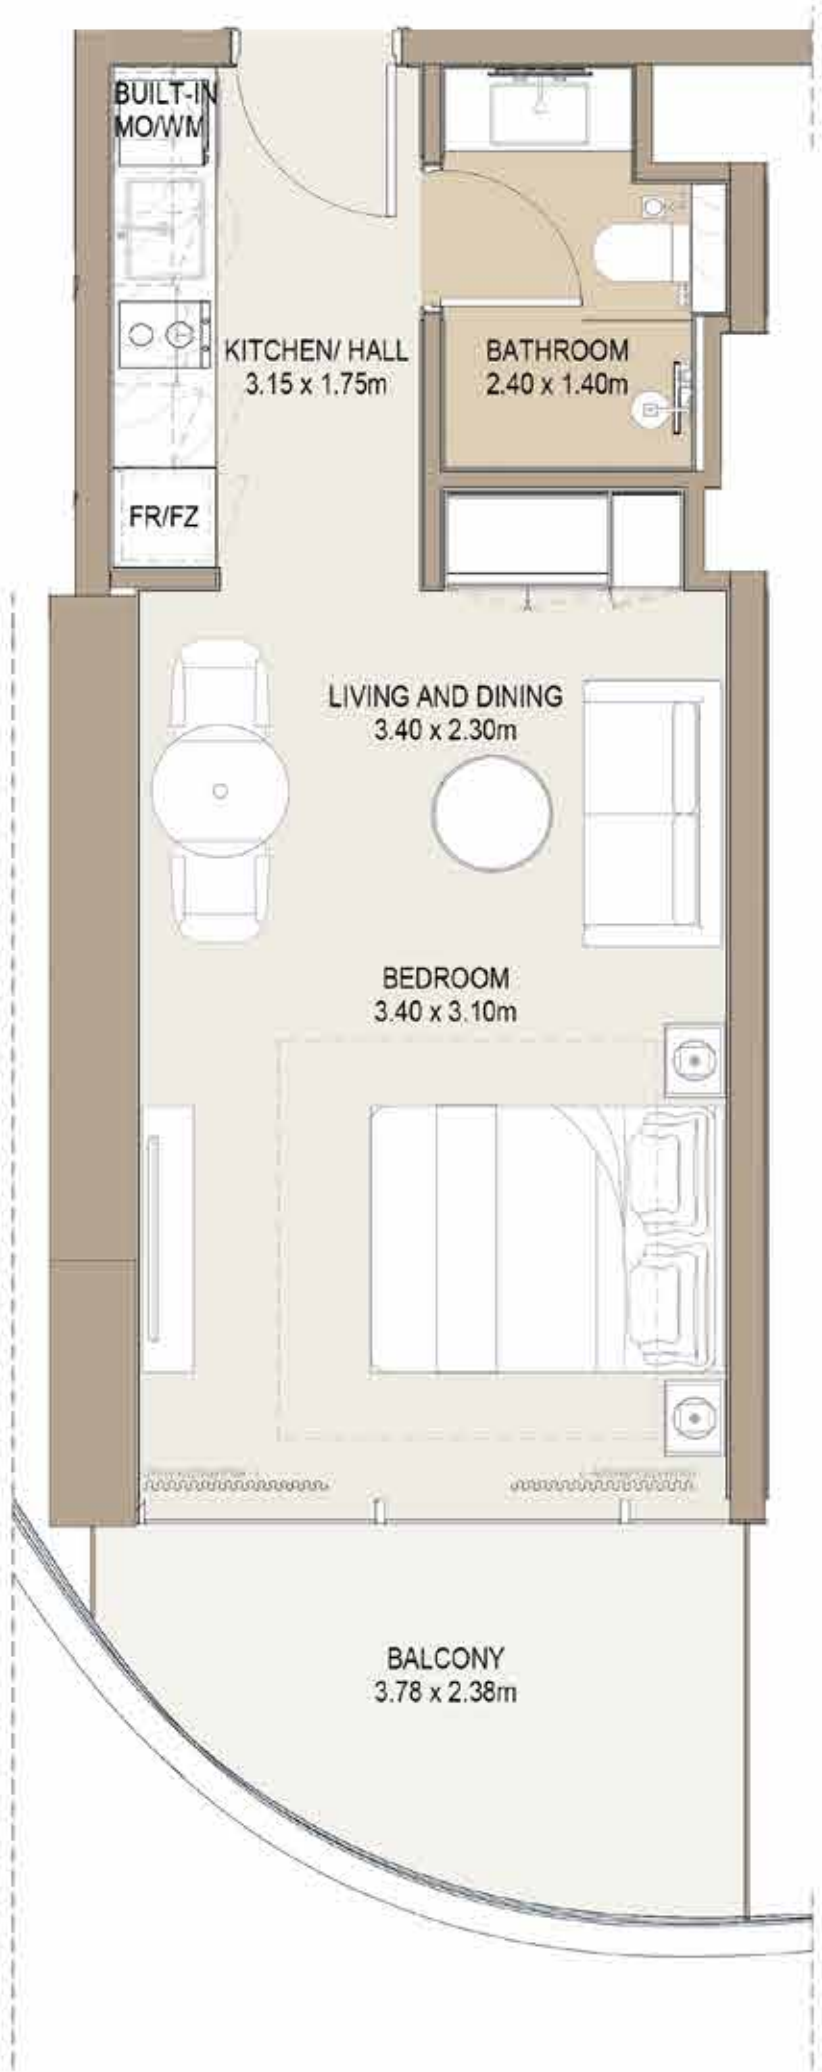 BUILT-IN
MO/WM
KITCHEN/ HALL
3.15 x 1.75m
BATHROOM
2.40 x 1.40m
FR/FZ
LIVING AND DINING
3.40 x 2.30m
BEDROOM
3.40 x 3.10m
BALCONY
3.78 x 2.38m